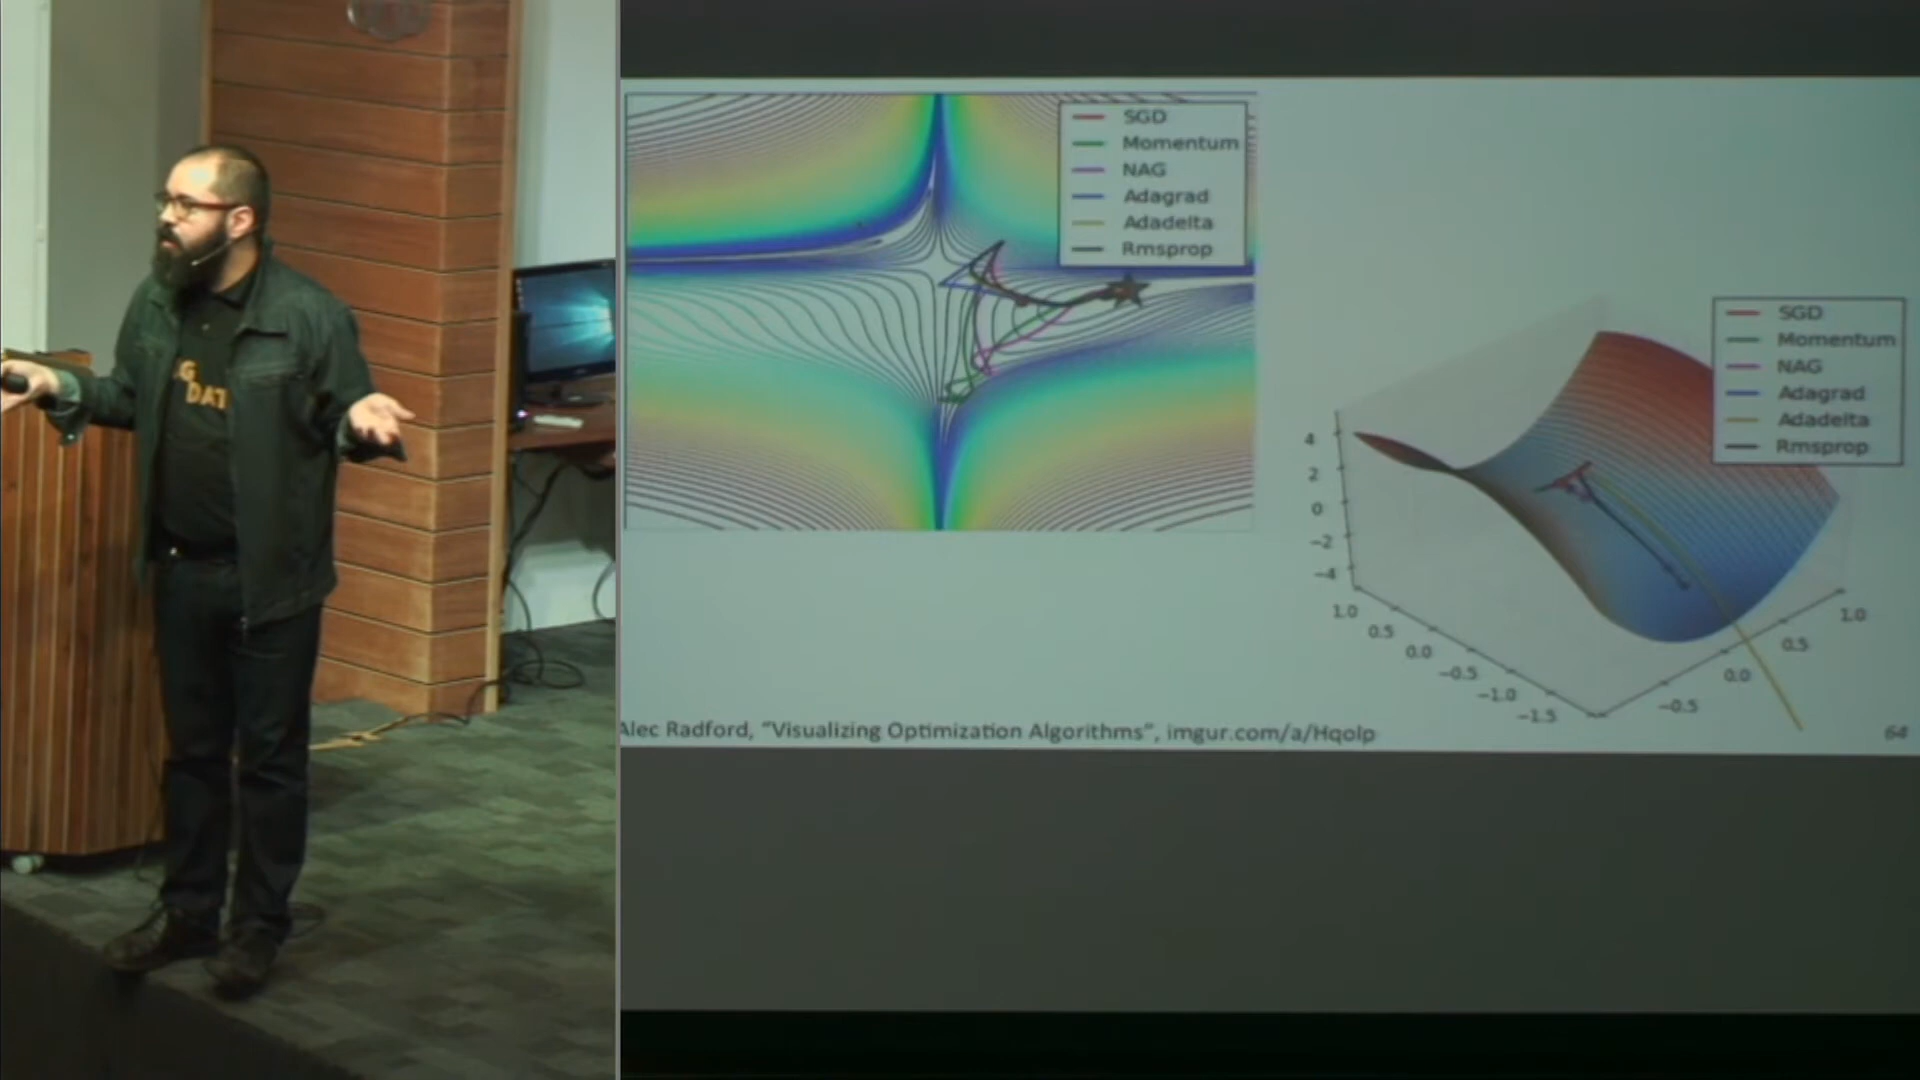 G
DAT
SGD
Momentum
NAG
Adagrad
Adadelta
Rmsprop
SGD
Momentum
NAG
Adagrad
Adadelta
Rmsprop
4
2
0
−2
−4
1.0
0.5
0.0
−0.5
−1.0
−1.5
−0.5
0.0
0.5
1.0
Alec Radford, “Visualizing Optimization Algorithms”, imgur.com/a/Hqolp
64